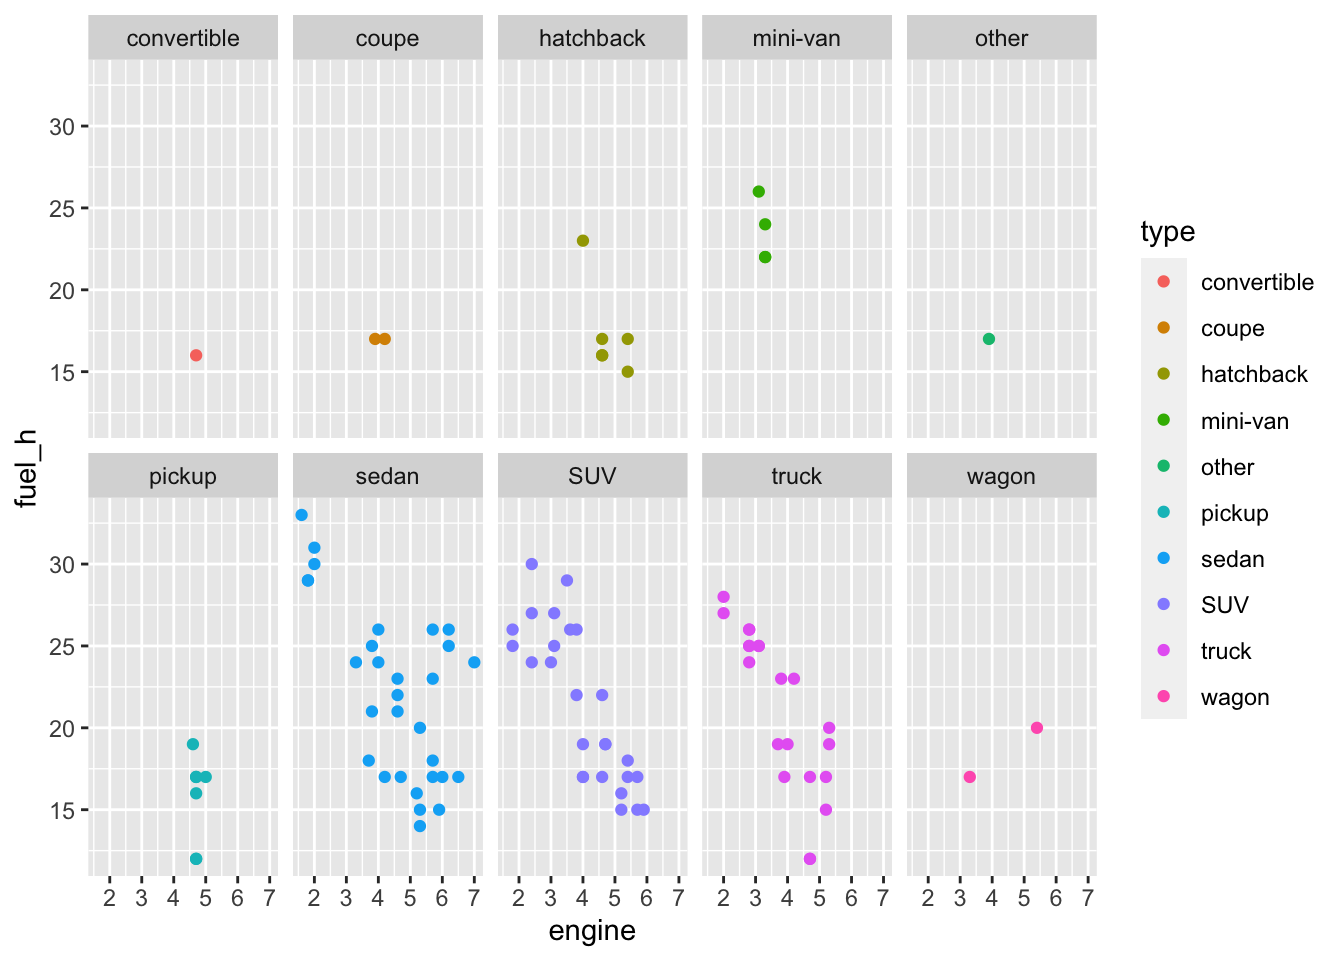 convertible coupe hatchback mini-van other
30
25
20
15
fuel_h
pickup sedan SUV truck wagon
30
25
20
15
2 3 4 5 6 7 2 3 4 5 6 7 2 3 4 5 6 7 2 3 4 5 6 7 2 3 4 5 6 7
engine
type
convertible
coupe
hatchback
mini-van
other
pickup
sedan
SUV
truck
wagon